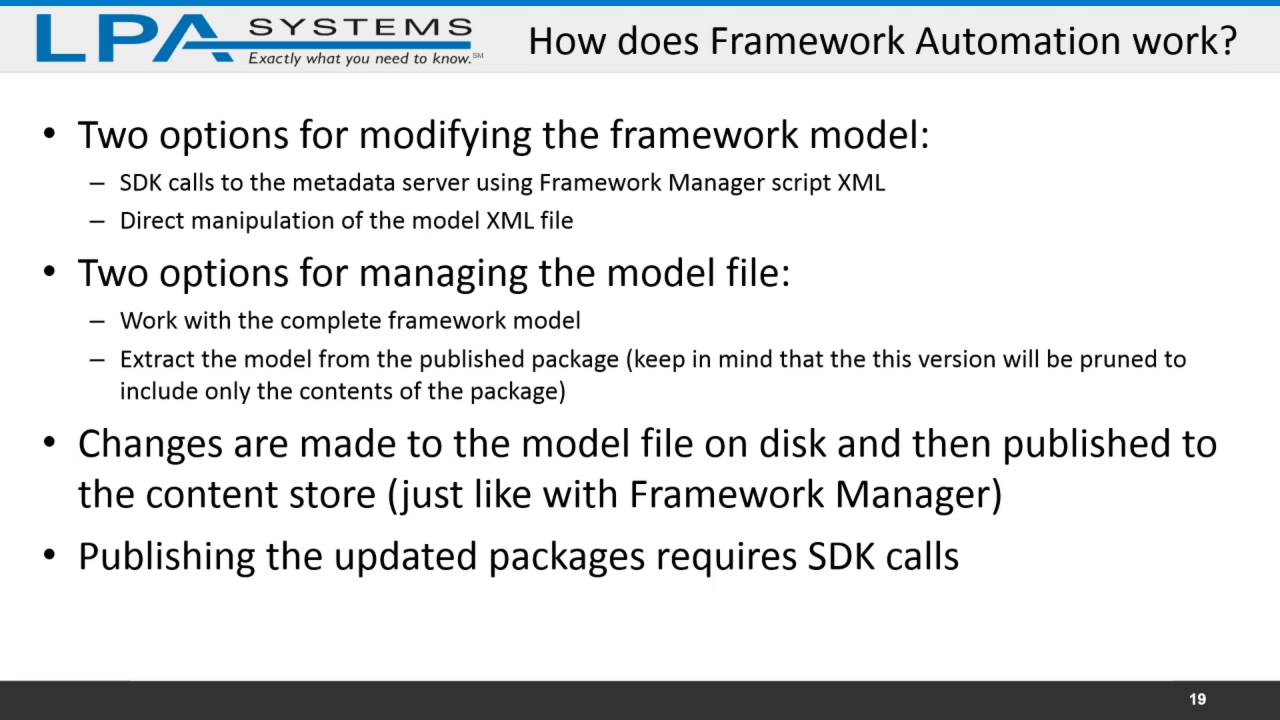 LPA SYSTEMS
Exactly what you need to know.SM
How does Framework Automation work?
• Two options for modifying the framework model:
– SDK calls to the metadata server using Framework Manager script XML
– Direct manipulation of the model XML file
• Two options for managing the model file:
– Work with the complete framework model
– Extract the model from the published package (keep in mind that the this version will be pruned to
include only the contents of the package)
• Changes are made to the model file on disk and then published to
the content store (just like with Framework Manager)
• Publishing the updated packages requires SDK calls
19